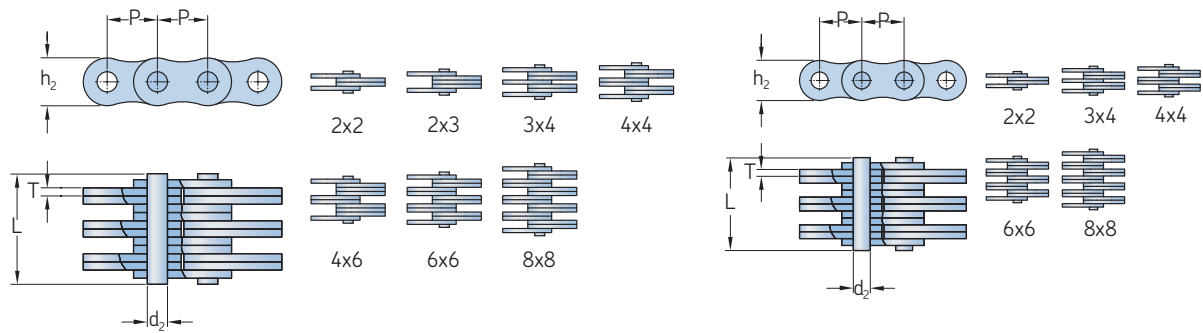 P P
h₂
2x2 2x3 3x4 4x4
T
L
d₂
4x6 6x6 8x8
P P
h₂
2x2 3x4 4x4
T
L
d₂
6x6 8x8